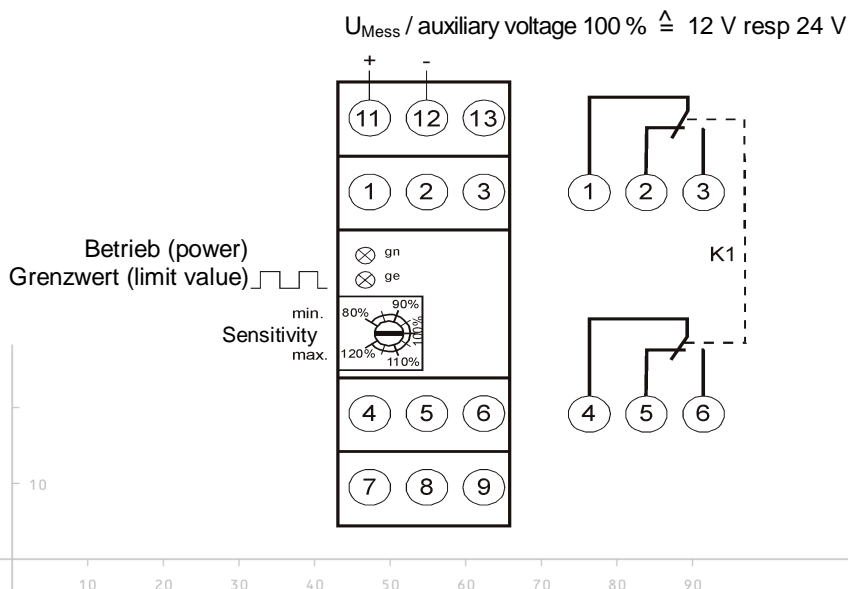 UMess / auxiliary voltage 100 % ≙ 12 V resp 24 V
+ -
11 12 13
1 2 3
1 2 3
Betrieb (power)
gn
K1
Grenzwert (limit value)
ge
min.
80% 90%
Sensitivity
100%
max.
120% 110%
4 5 6
4 5 6
7 8 9
10
10 20 30 40 50 60 70 80 90